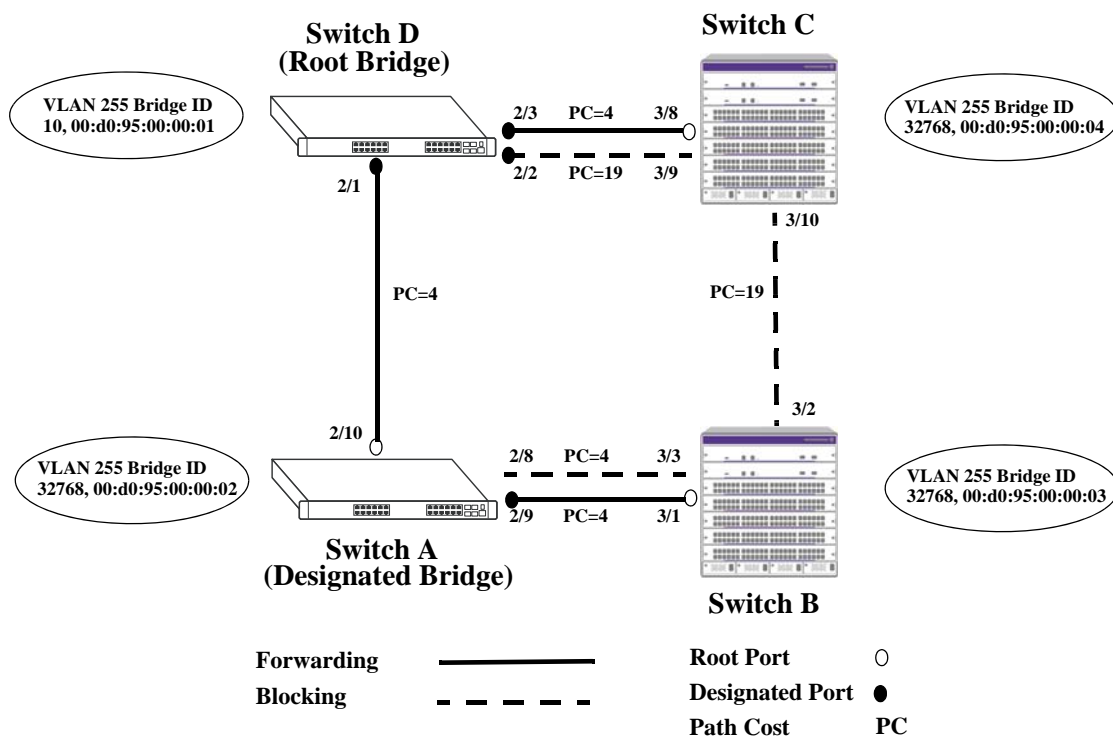 Switch D
(Root Bridge)
Switch C
VLAN 255 Bridge ID
10, 00:d0:95:00:00:01
2/3 PC=4 3/8
2/2 PC=19 3/9
VLAN 255 Bridge ID
32768, 00:d0:95:00:00:04
2/1
3/10
PC=4
PC=19
2/10
3/2
VLAN 255 Bridge ID
32768, 00:d0:95:00:00:02
2/8 PC=4 3/3
2/9 PC=4 3/1
VLAN 255 Bridge ID
32768, 00:d0:95:00:00:03
Switch A
(Designated Bridge)
Switch B
Forwarding
Blocking
Root Port
Designated Port
Path Cost PC